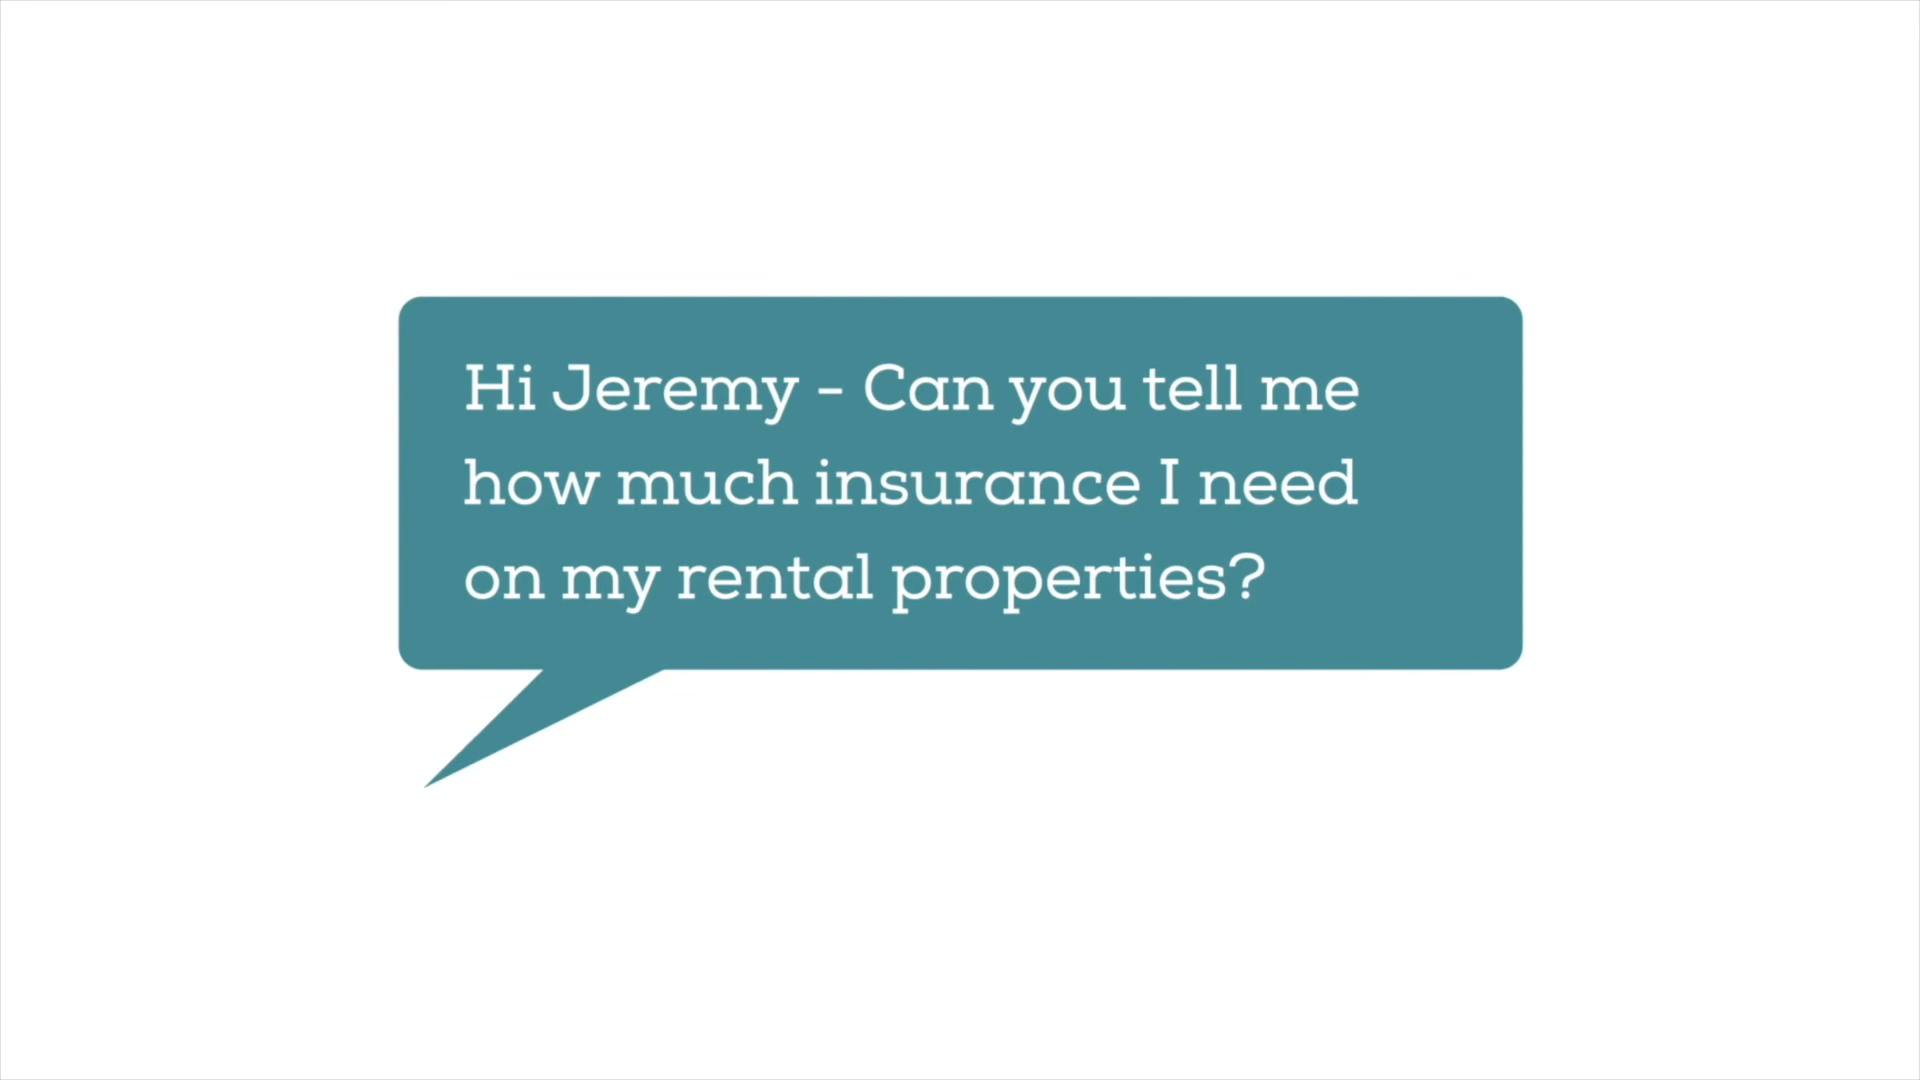 Hi Jeremy - Can you tell me
how much insurance I need
on my rental properties?